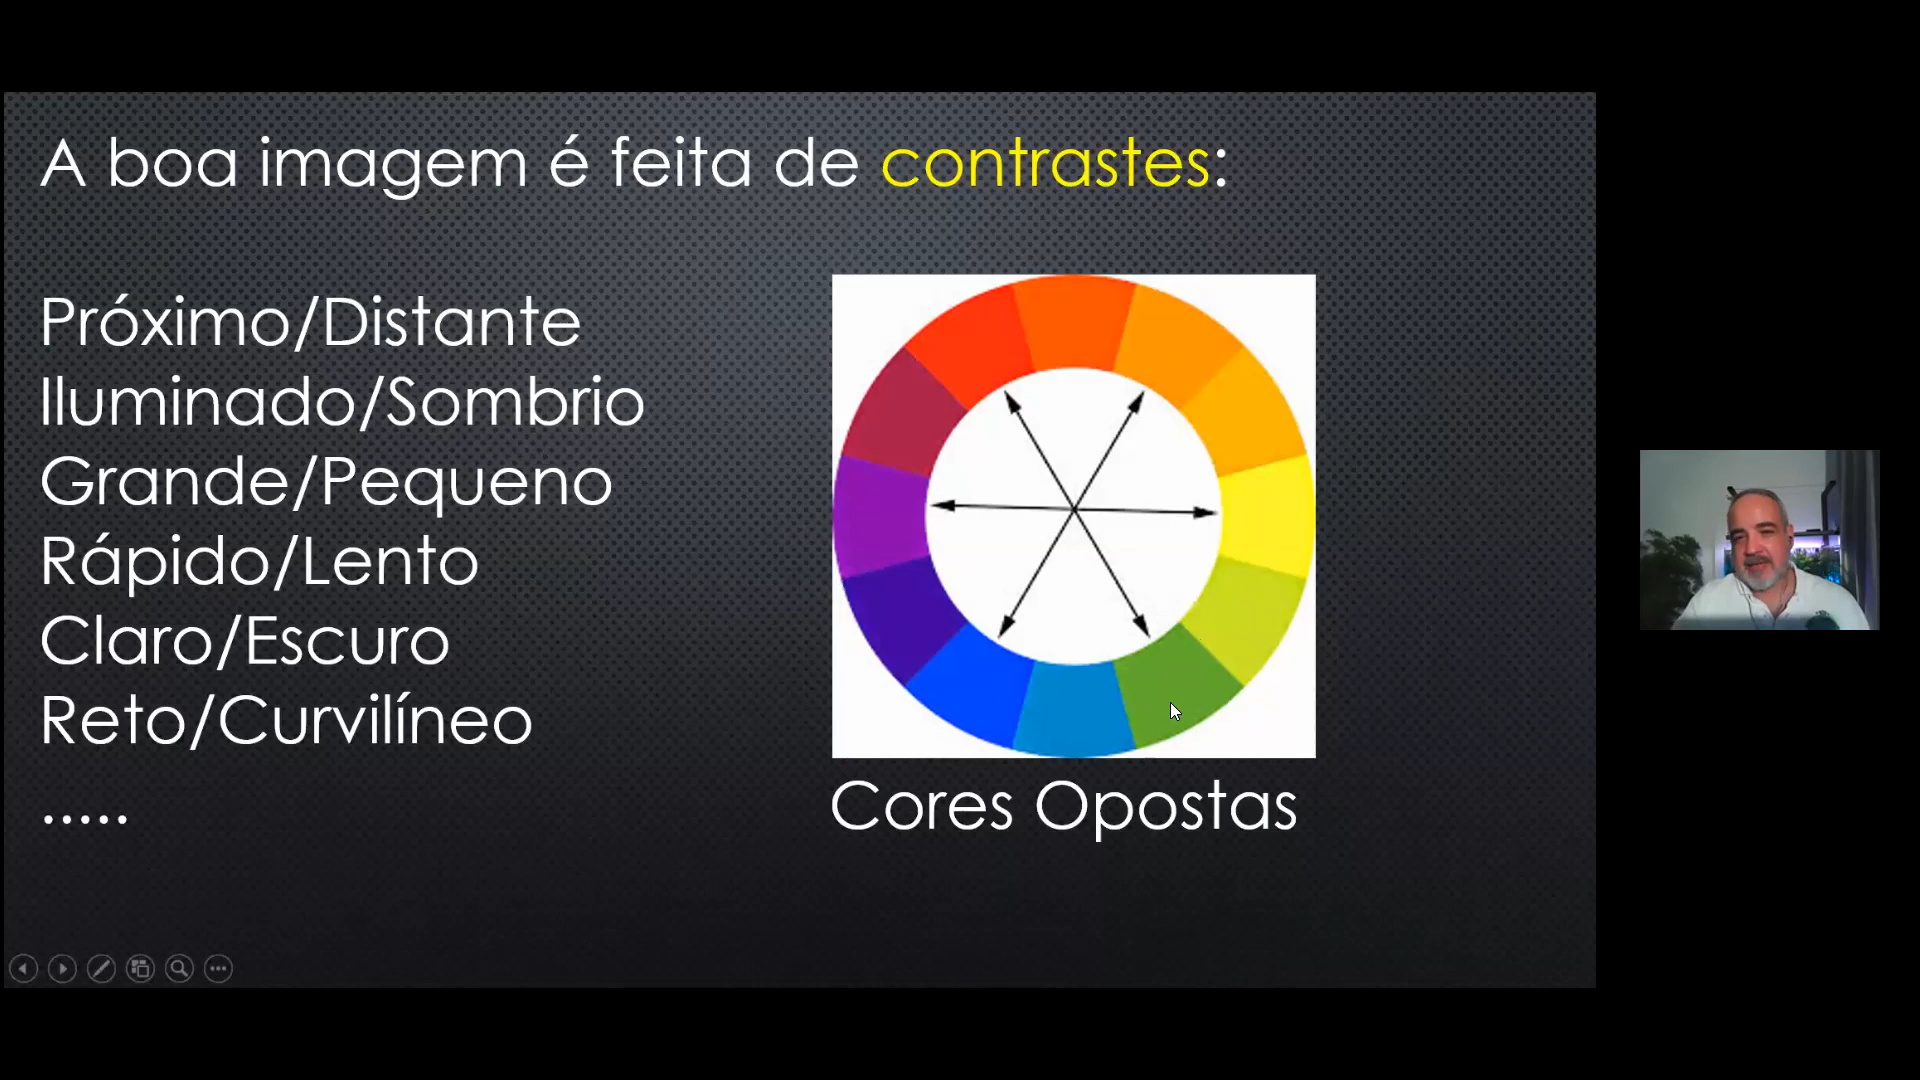 A boa imagem é feita de contrastes:
Próximo/Distante
Iluminado/Sombrio
Grande/Pequeno
Rápido/Lento
Claro/Escuro
Reto/Curvilíneo
.....
Cores Opostas